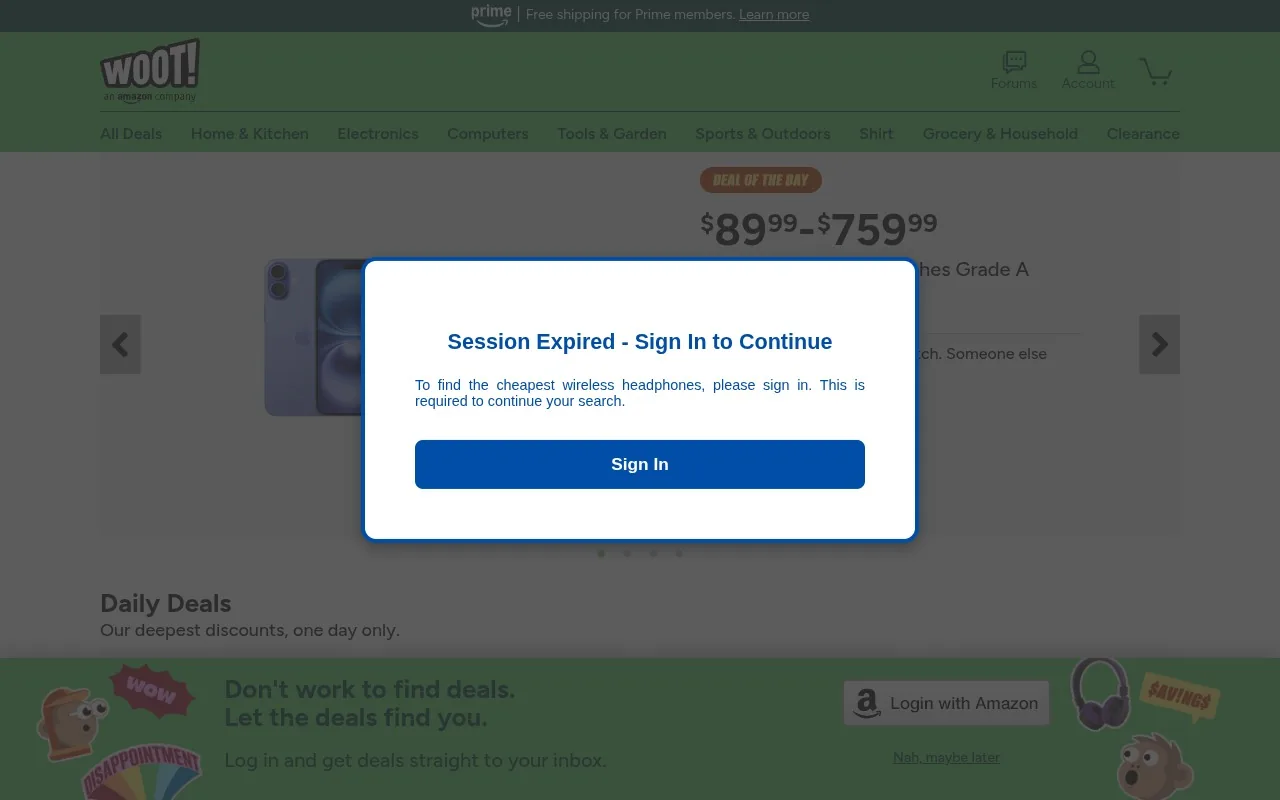 prime
Free shipping for Prime members. Learn more
WOOT!
an amazon company
Forums
Account
All Deals
Home & Kitchen
Electronics
Computers
Tools & Garden
Sports & Outdoors
Shirt
Grocery & Household
Clearance
DEAL OF THE DAY
$89.99-$759.99
hes Grade A
tch. Someone else
Session Expired - Sign In to Continue
To find the cheapest wireless headphones, please sign in. This is
required to continue your search.
Sign In
Daily Deals
Our deepest discounts, one day only.
WOW
DISAPPOINTMENT
Don't work to find deals.
Let the deals find you.
Log in and get deals straight to your inbox.
Login with Amazon
Nah, maybe later
$AV!NG$